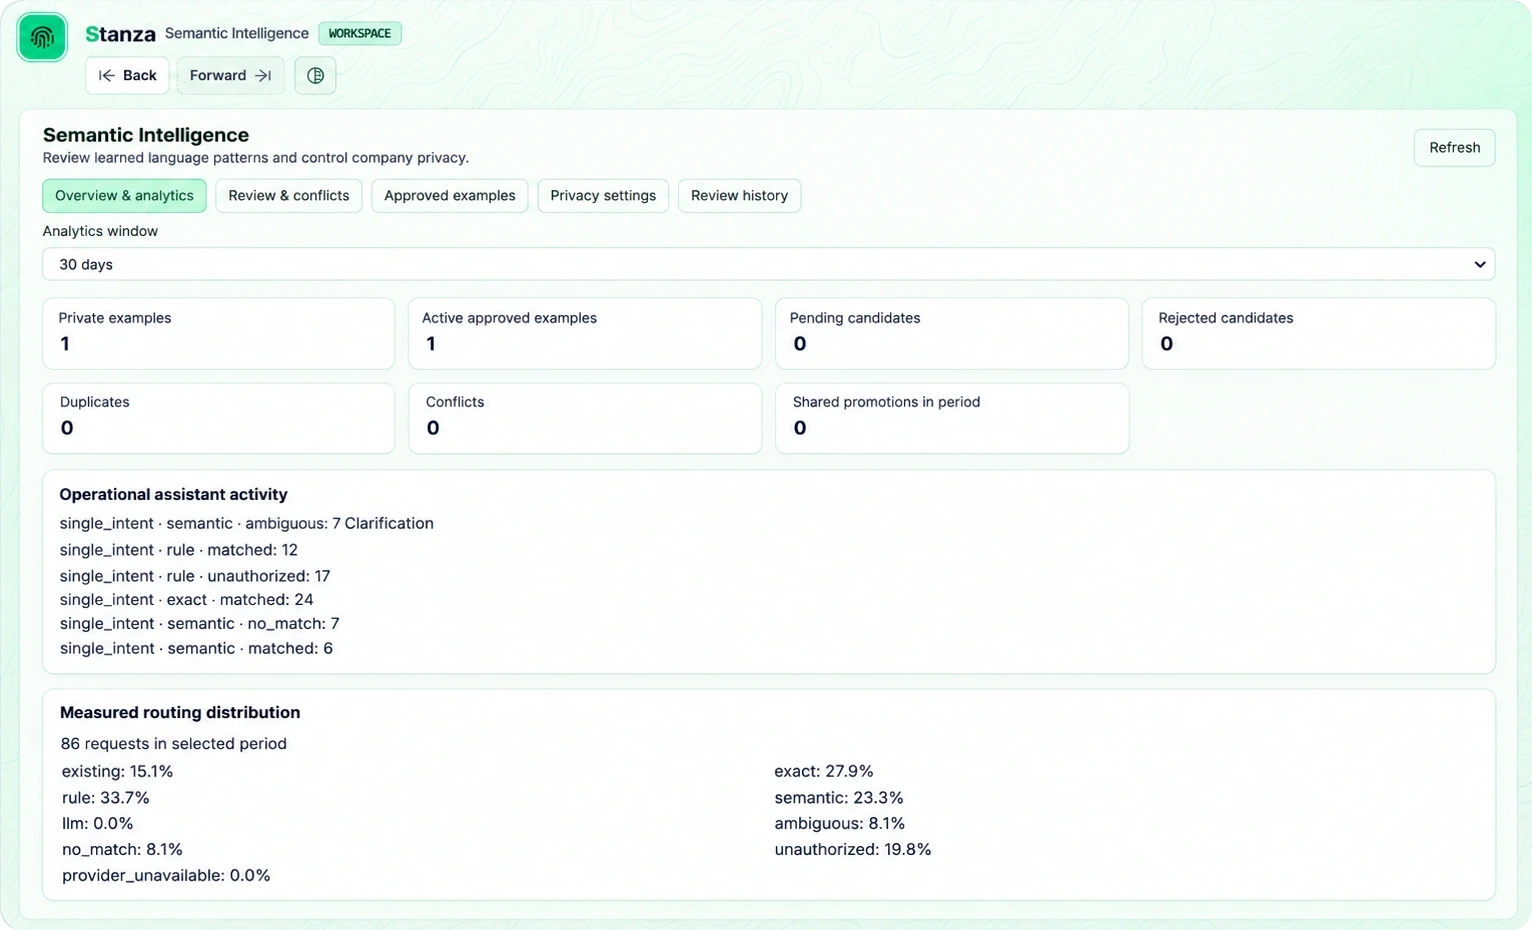 Stanza Semantic Intelligence WORKSPACE
Back Forward
Semantic Intelligence
Review learned language patterns and control company privacy.
Refresh
Overview & analytics Review & conflicts Approved examples Privacy settings Review history
Analytics window
30 days
Private examples Active approved examples Pending candidates Rejected candidates
1 1 0 0
Duplicates Conflicts Shared promotions in period
0 0 0
Operational assistant activity
single_intent · semantic · ambiguous: 7 Clarification
single_intent · rule · matched: 12
single_intent · rule · unauthorized: 17
single_intent · exact · matched: 24
single_intent · semantic · no_match: 7
single_intent · semantic · matched: 6
Measured routing distribution
86 requests in selected period
existing: 15.1% exact: 27.9%
rule: 33.7% semantic: 23.3%
llm: 0.0% ambiguous: 8.1%
no_match: 8.1% unauthorized: 19.8%
provider_unavailable: 0.0%